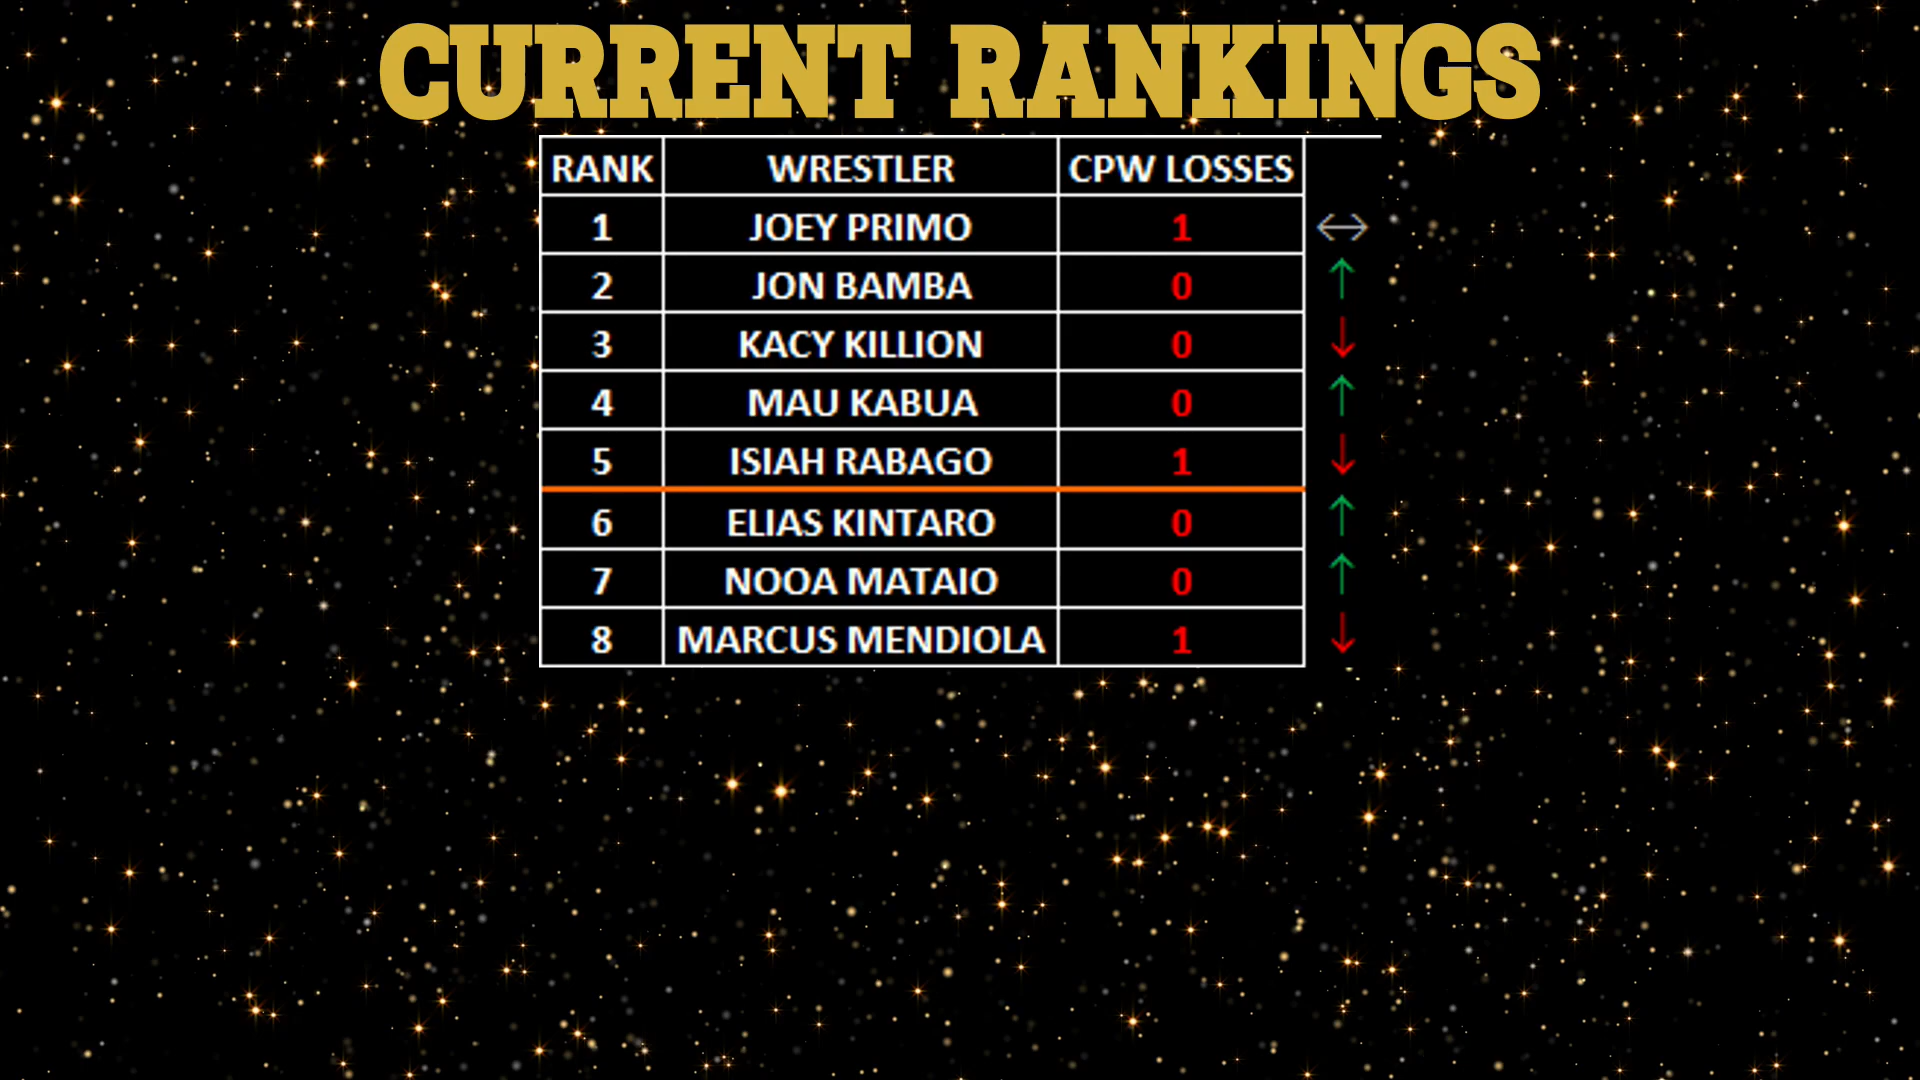 CURRENT RANKINGS
RANK WRESTLER CPW LOSSES
1 JOEY PRIMO 1 ↔
2 JON BAMBA 0 ↑
3 KACY KILLION 0 ↓
4 MAU KABUA 0 ↑
5 ISIAH RABAGO 1 ↓
6 ELIAS KINTARO 0 ↑
7 NOOA MATAIO 0 ↑
8 MARCUS MENDIOLA 1 ↓